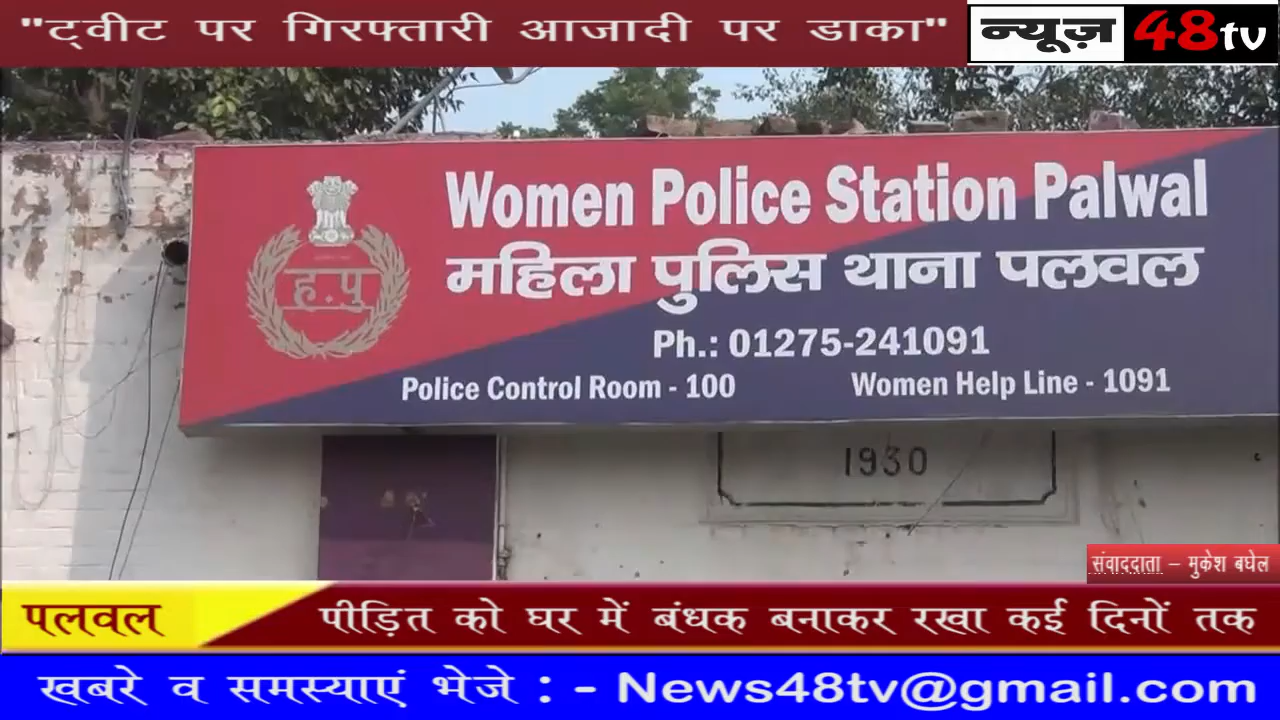 "ट्वीट पर गिरफ्तारी आजादी पर डाका"
न्यूज़ 48tv
Women Police Station Palwal
महिला पुलिस थाना पलवल
ह.पु
Ph.: 01275-241091
Police Control Room - 100
Women Help Line - 1091
1930
संवाददाता – मुकेश बघेल
पलवल
पीड़ित को घर में बंधक बनाकर रखा कई दिनों तक
खबरे व समस्याएं भेजे : - News48tv@gmail.com